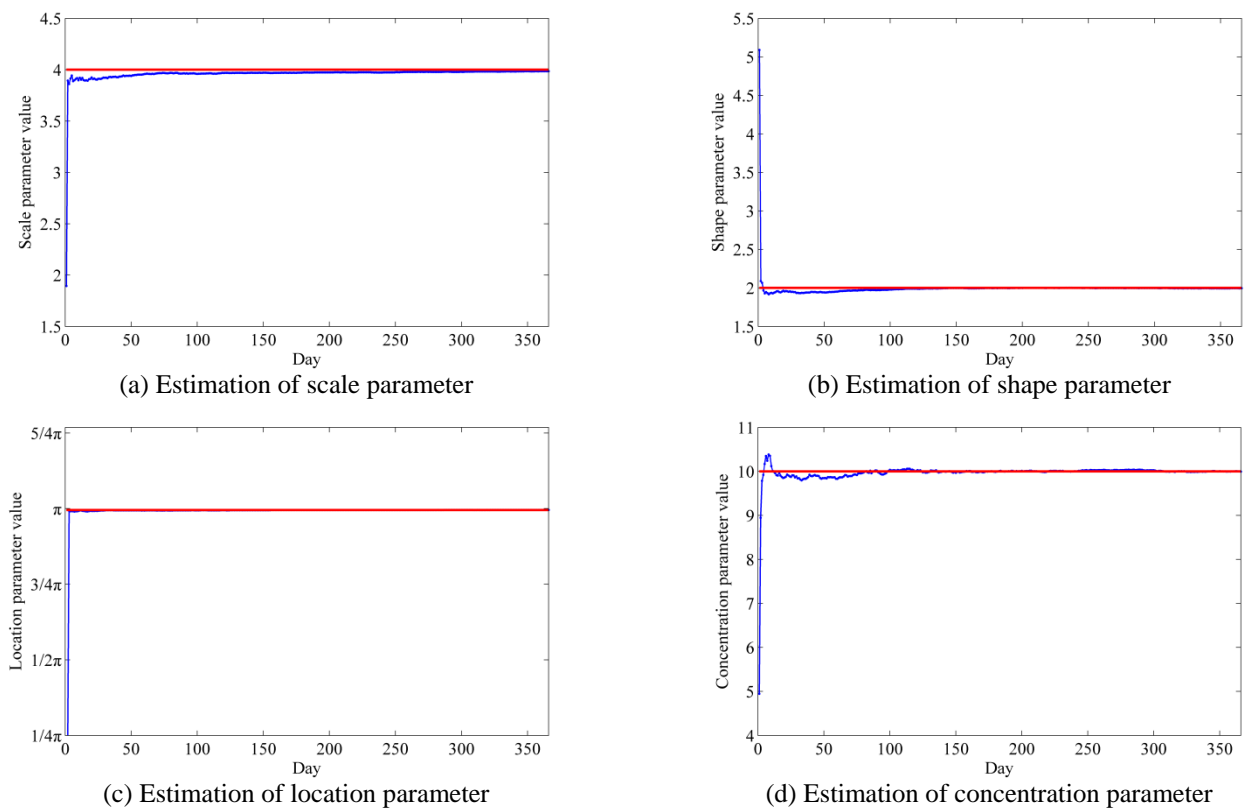 4.5
4
3.5
3
2.5
2
1.5
Scale parameter value
0 50 100 150 200 250 300 350
Day
(a) Estimation of scale parameter
5.5
5
4.5
4
3.5
3
2.5
2
1.5
Shape parameter value
0 50 100 150 200 250 300 350
Day
(b) Estimation of shape parameter
5/4π
π
3/4π
1/2π
1/4π
Location parameter value
0 50 100 150 200 250 300 350
Day
(c) Estimation of location parameter
11
10
9
8
7
6
5
4
Concentration parameter value
0 50 100 150 200 250 300 350
Day
(d) Estimation of concentration parameter